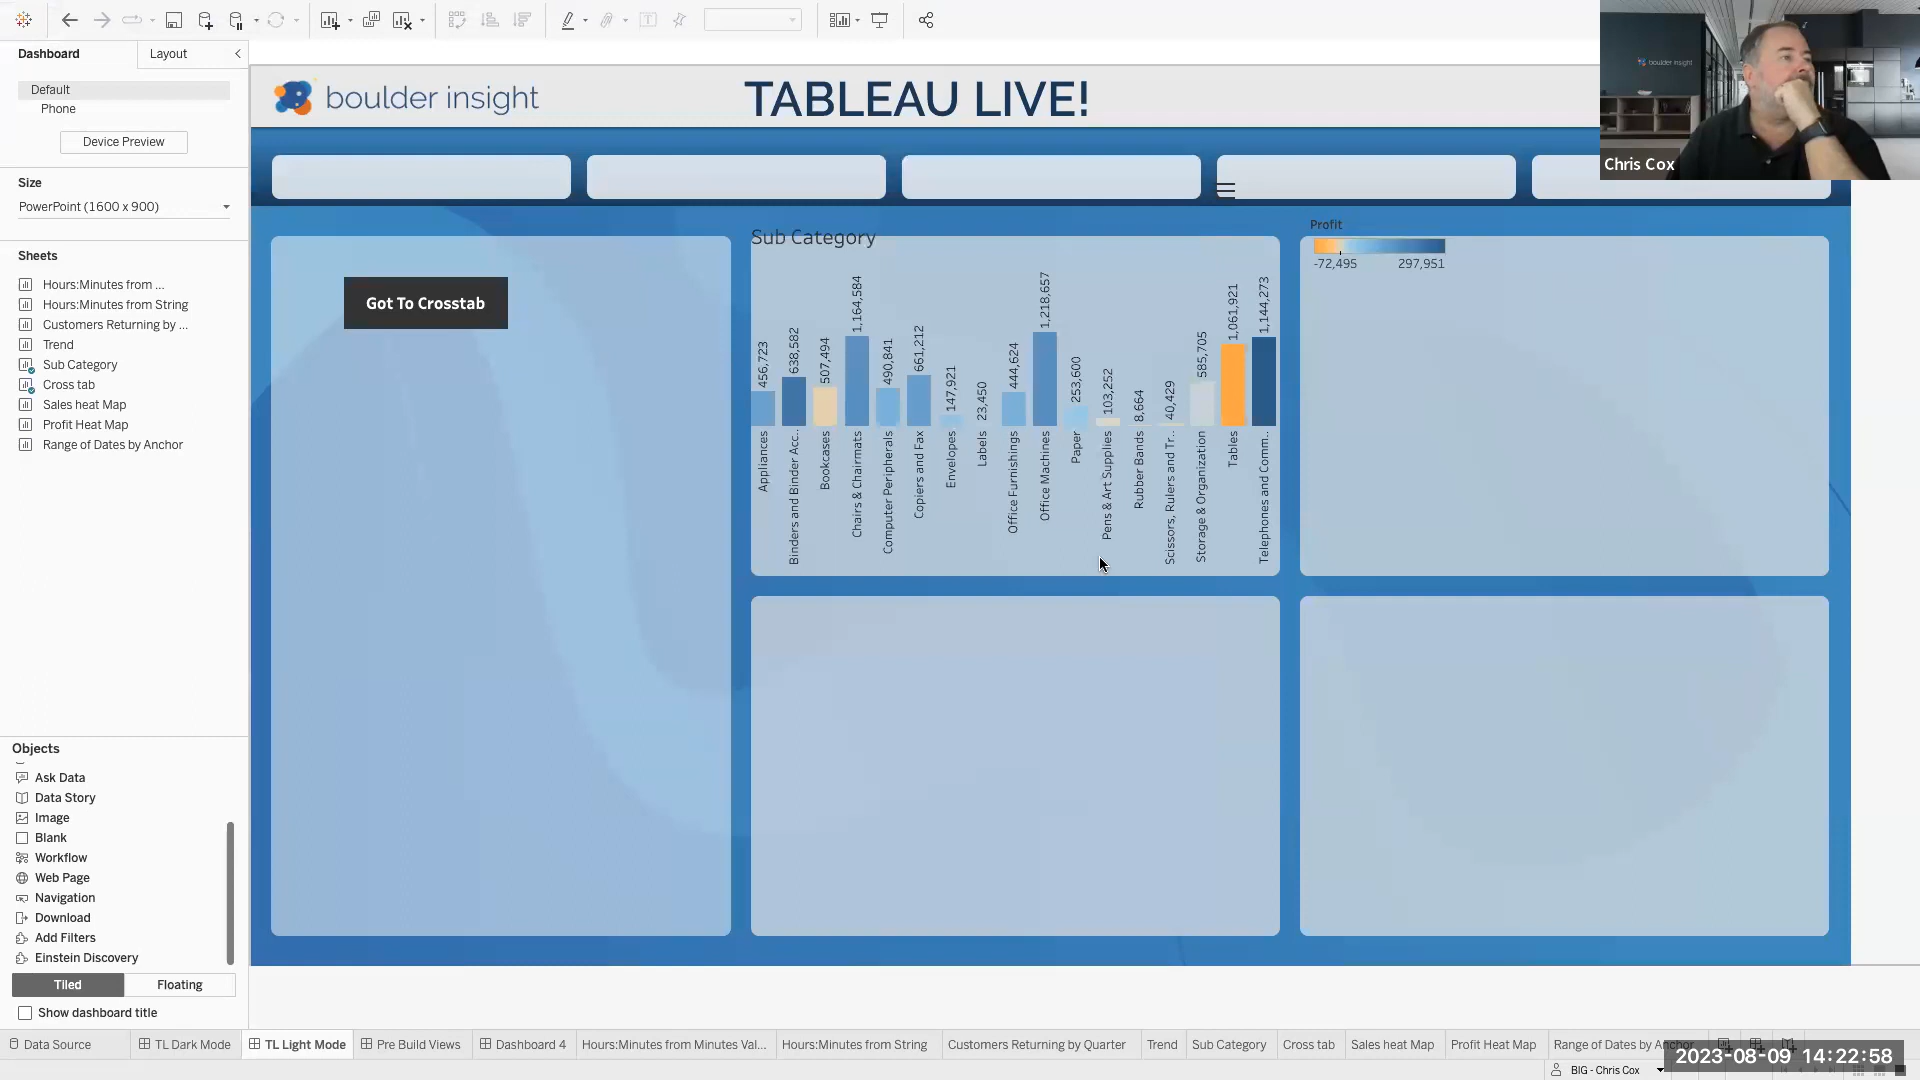 Dashboard
Layout
Default
Phone
Device Preview
Size
PowerPoint (1600 x 900)
Sheets
Hours:Minutes from ...
Hours:Minutes from String
Customers Returning by ...
Trend
Sub Category
Cross tab
Sales heat Map
Profit Heat Map
Range of Dates by Anchor
Objects
Ask Data
Data Story
Image
Blank
Workflow
Web Page
Navigation
Download
Add Filters
Einstein Discovery
Tiled
Floating
Show dashboard title
boulder insight
TABLEAU LIVE!
boulder insight
Chris Cox
Got To Crosstab
Sub Category
456,723
638,582
507,494
1,164,584
490,841
661,212
147,921
23,450
444,624
1,218,657
253,600
103,252
8,664
40,429
585,705
1,061,921
1,144,273
Appliances
Binders and Binder Acc..
Bookcases
Chairs & Chairmats
Computer Peripherals
Copiers and Fax
Envelopes
Labels
Office Furnishings
Office Machines
Paper
Pens & Art Supplies
Rubber Bands
Scissors, Rulers and Tr..
Storage & Organization
Tables
Telephones and Comm..
Profit
-72,495
297,951
Data Source
TL Dark Mode
TL Light Mode
Pre Build Views
Dashboard 4
Hours:Minutes from Minutes Val...
Hours:Minutes from String
Customers Returning by Quarter
Trend
Sub Category
Cross tab
Sales heat Map
Profit Heat Map
Range of Dates by Anchor
2023-08-09 14:22:58
BIG - Chris Cox